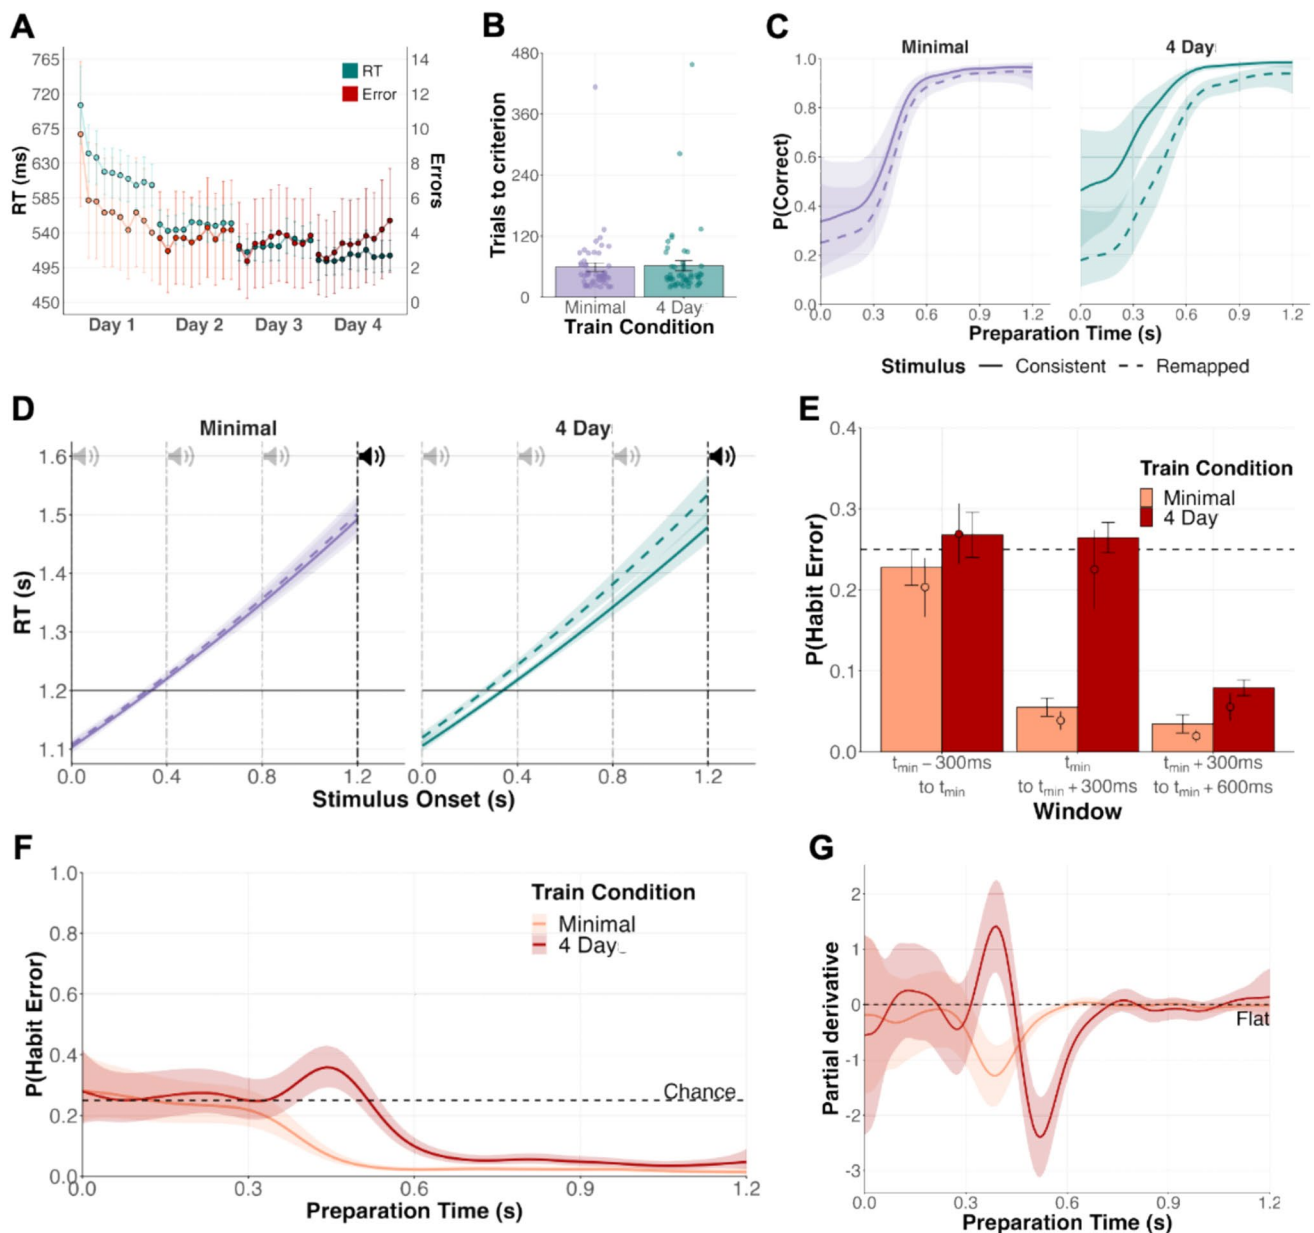 A
765
720
675
630
585
540
495
450
RT (ms)
14
12
10
8
6
4
2
0
Errors
RT
Error
Day 1 Day 2 Day 3 Day 4
B
480
360
240
120
0
Trials to criterion
Minimal 4 Day
Train Condition
C
Minimal 4 Day
1.0
0.8
0.6
0.4
0.2
0.0
P(Correct)
0.0 0.3 0.6 0.9 1.2 0.0 0.3 0.6 0.9 1.2
Preparation Time (s)
Stimulus Consistent Remapped
D
Minimal 4 Day
1.6
1.5
1.4
1.3
1.2
1.1
RT (s)
0.0 0.4 0.8 1.2 0.0 0.4 0.8 1.2
Stimulus Onset (s)
E
0.4
0.3
0.2
0.1
0.0
P(Habit Error)
Train Condition
Minimal
4 Day
tmin − 300ms tmin tmin + 300ms
to tmin to tmin + 300ms to tmin + 600ms
Window
F
1.0
0.8
0.6
0.4
0.2
0.0
P(Habit Error)
Train Condition
Minimal
4 Day
Chance
0.0 0.3 0.6 0.9 1.2
Preparation Time (s)
G
2
1
0
-1
-2
-3
Partial derivative
Flat
0.0 0.3 0.6 0.9 1.2
Preparation Time (s)